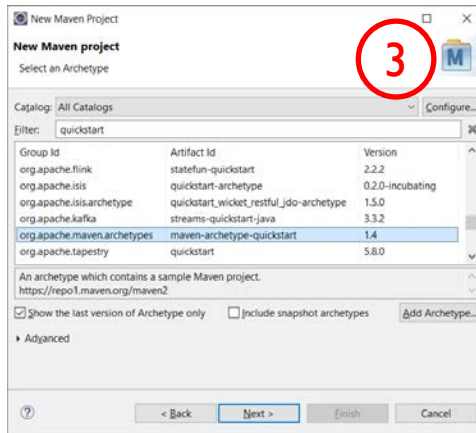 New Maven Project
New Maven project
Select an Archetype
3
M
Catalog: All Catalogs Configure...
Filter: quickstart
Group Id Artifact Id Version
org.apache.flink statefun-quickstart 2.2.2
org.apache.isis quickstart-archetype 0.2.0-incubating
org.apache.isis.archetype quickstart_wicket_restful_jdo-archetype 1.5.0
org.apache.kafka streams-quickstart-java 3.3.2
org.apache.maven.archetypes maven-archetype-quickstart 1.4
org.apache.tapestry quickstart 5.8.0
An archetype which contains a sample Maven project.
https://repo1.maven.org/maven2
Show the last version of Archetype only Include snapshot archetypes Add Archetype...
Advanced
? < Back Next > Finish Cancel